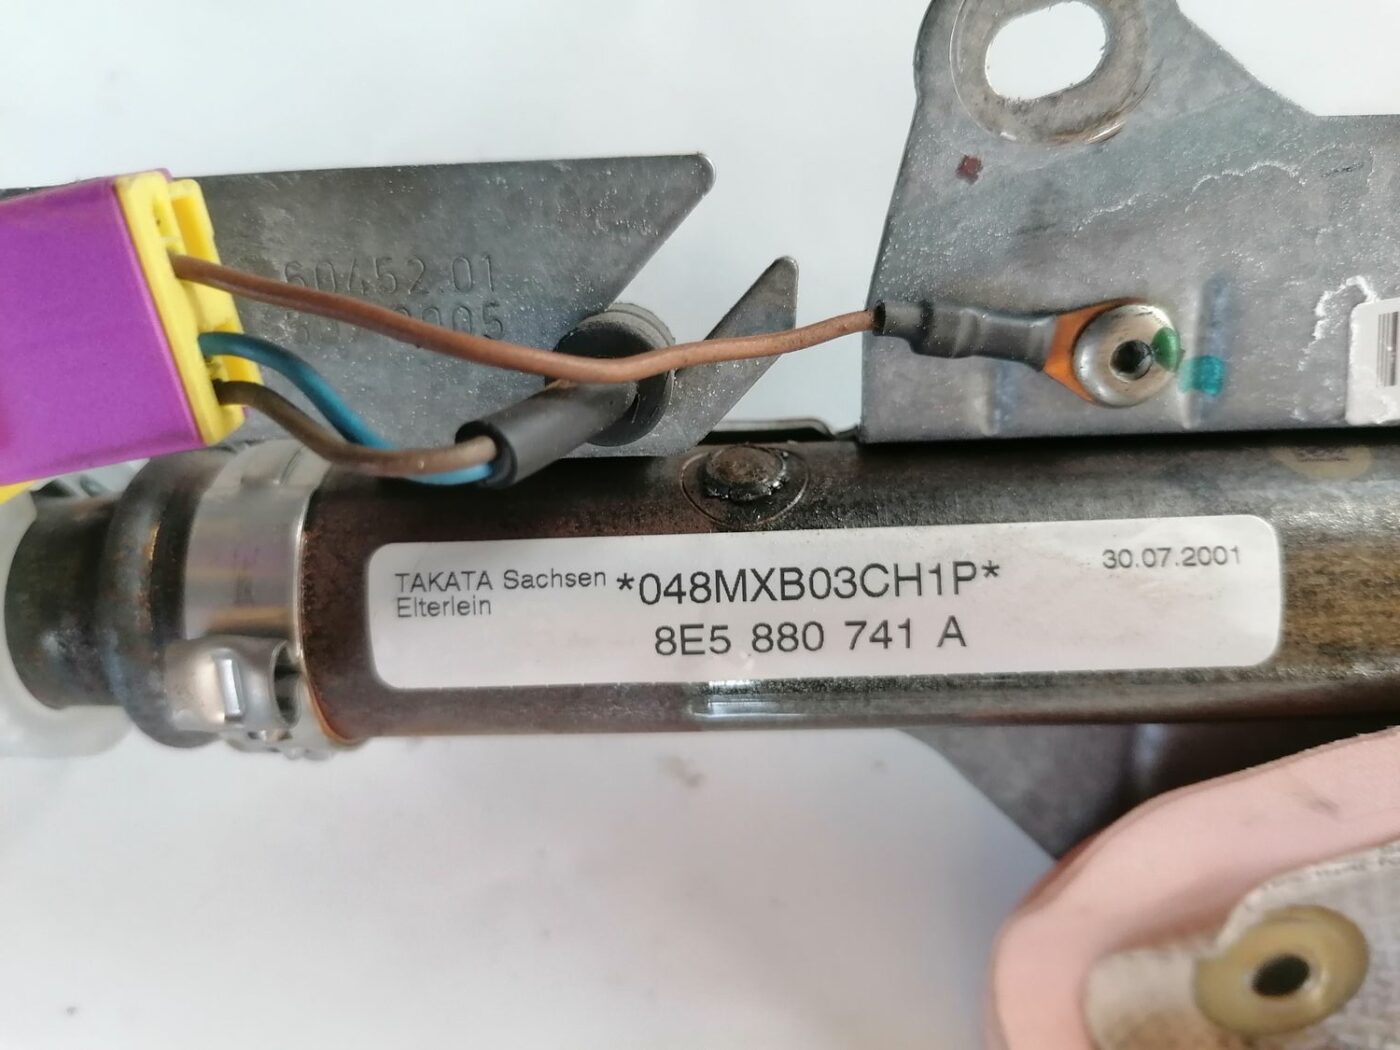 60452.01
TAKATA Sachsen *048MXB03CH1P* 30.07.2001
Elterlein
8E5 880 741 A